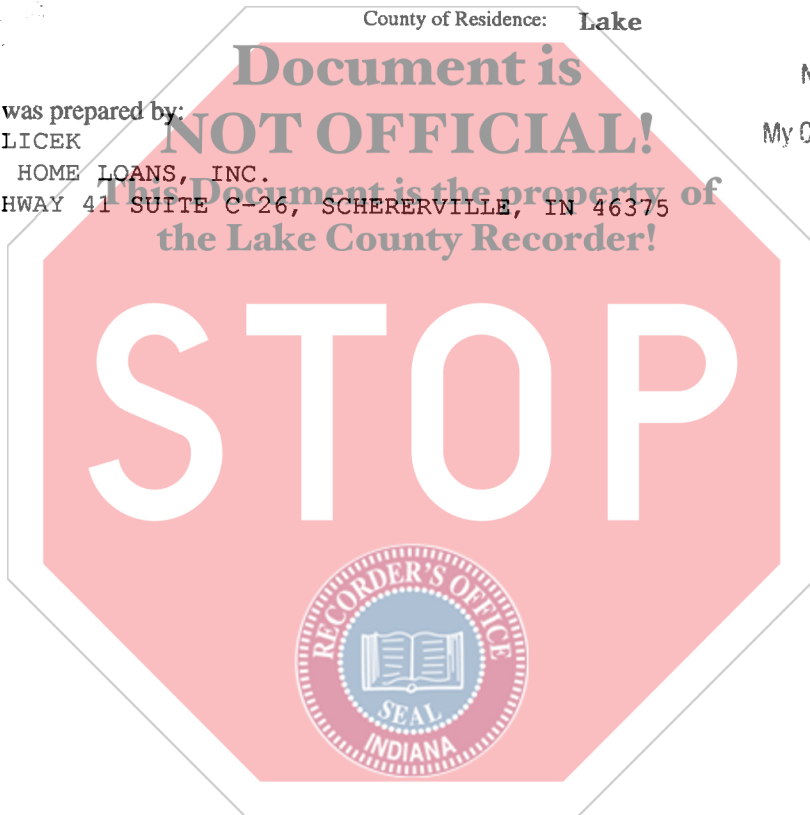 County of Residence: Lake
Document is
was prepared by:
NOT OFFICIAL!
LICEK
My
HOME LOANS, INC.
This Document is the property of
HWAY 41 SUITE C-26, SCHERERVILLE, IN 46375
the Lake County Recorder!
STOP
RECORDER'S OFFICE
SEAL
INDIANA